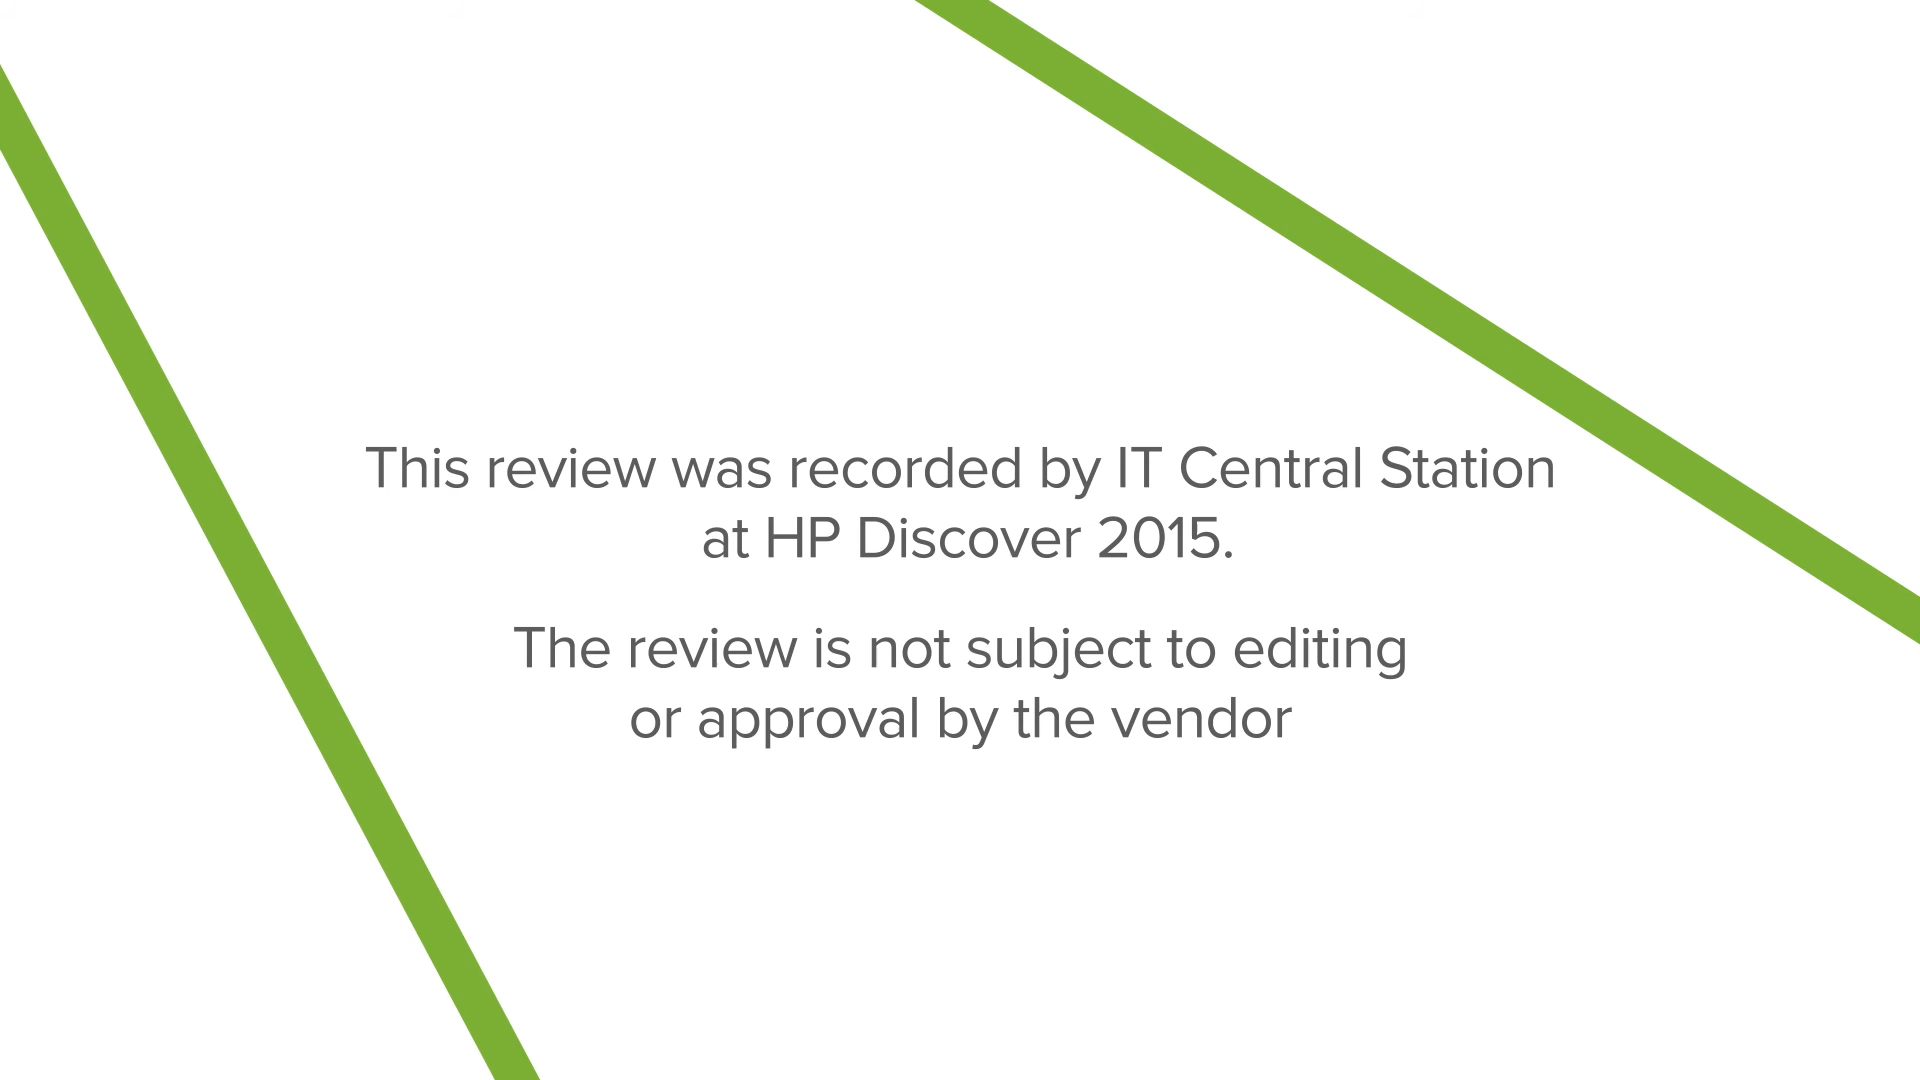 This review was recorded by IT Central Station
at HP Discover 2015.
The review is not subject to editing
or approval by the vendor